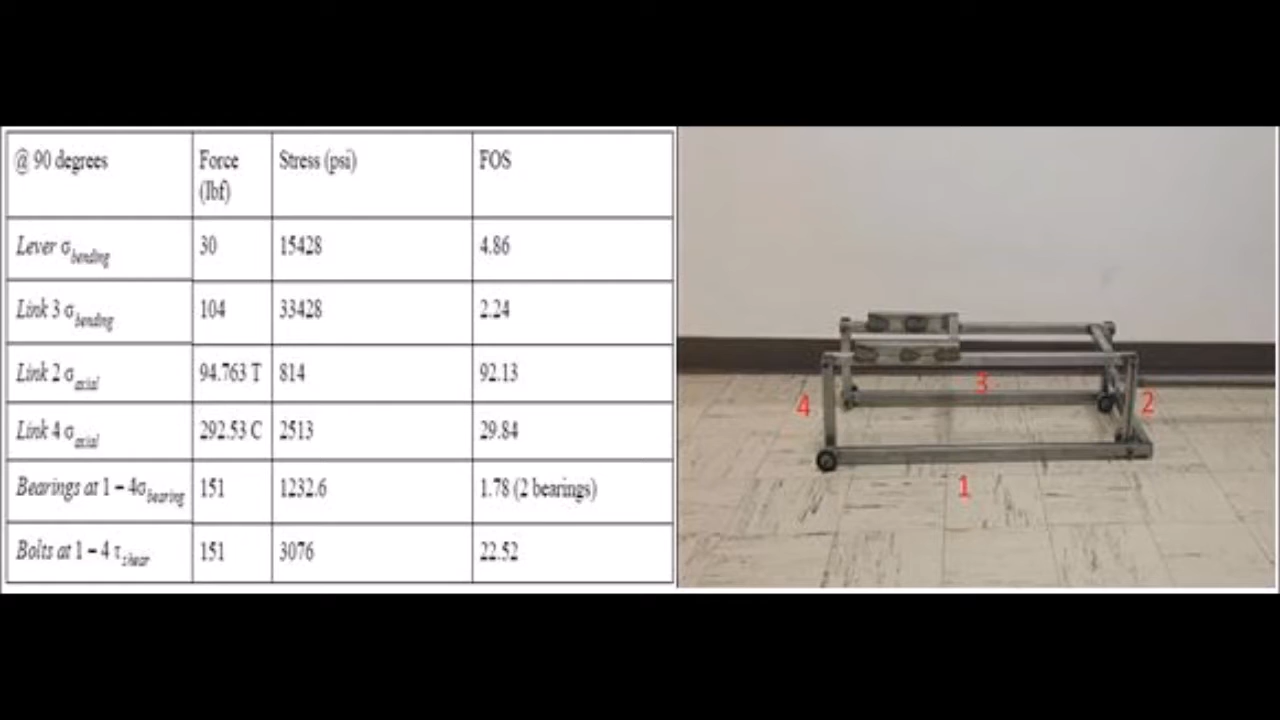 @ 90 degrees Force (lbf) Stress (psi) FOS
Lever σbending 30 15428 4.86
Link 3 σbending 104 33428 2.24
Link 2 σaxial 94.763 T 814 92.13
Link 4 σaxial 292.53 C 2513 29.84
Bearings at 1 – 4σbearing 151 1232.6 1.78 (2 bearings)
Bolts at 1 – 4 τshear 151 3076 22.52
3
4
2
1